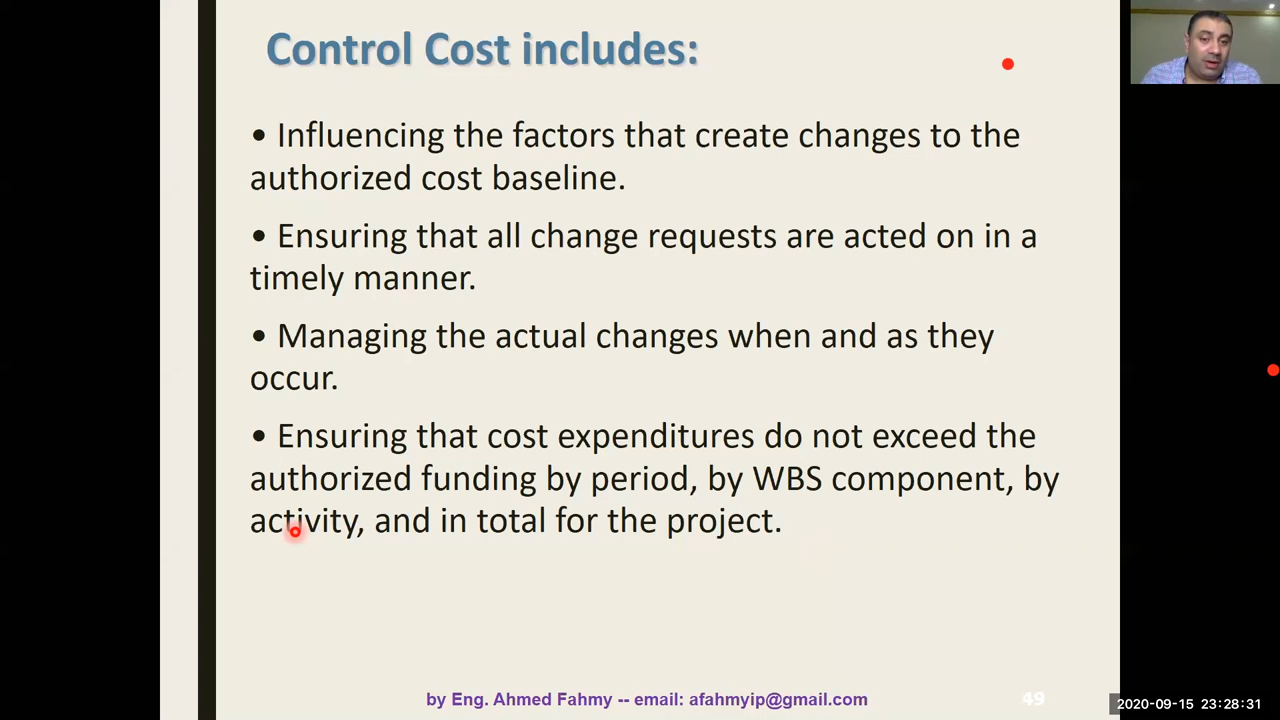 Control Cost includes:
• Influencing the factors that create changes to the
authorized cost baseline.
• Ensuring that all change requests are acted on in a
timely manner.
• Managing the actual changes when and as they
occur.
• Ensuring that cost expenditures do not exceed the
authorized funding by period, by WBS component, by
activity, and in total for the project.
by Eng. Ahmed Fahmy -- email: afahmyip@gmail.com
49
2020-09-15 23:28:31